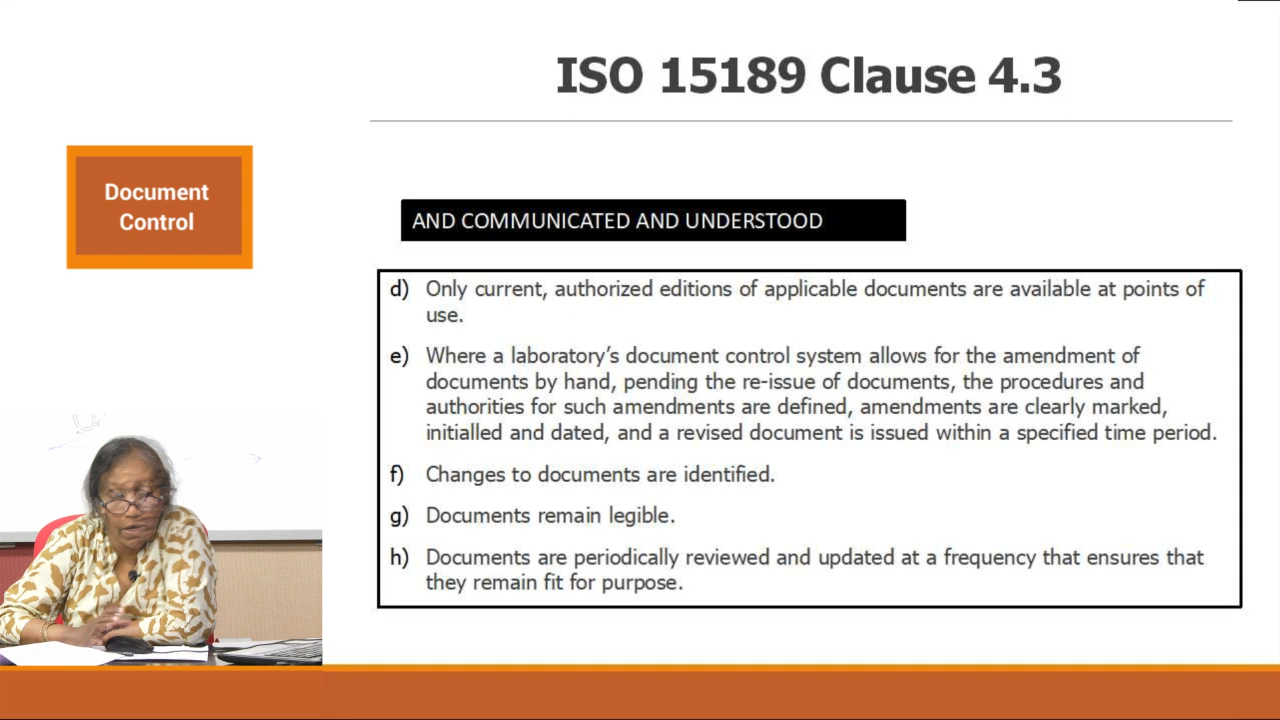 ISO 15189 Clause 4.3
Document
Control
AND COMMUNICATED AND UNDERSTOOD
d) Only current, authorized editions of applicable documents are available at points of
use.
e) Where a laboratory’s document control system allows for the amendment of
documents by hand, pending the re-issue of documents, the procedures and
authorities for such amendments are defined, amendments are clearly marked,
initialled and dated, and a revised document is issued within a specified time period.
f) Changes to documents are identified.
g) Documents remain legible.
h) Documents are periodically reviewed and updated at a frequency that ensures that
they remain fit for purpose.